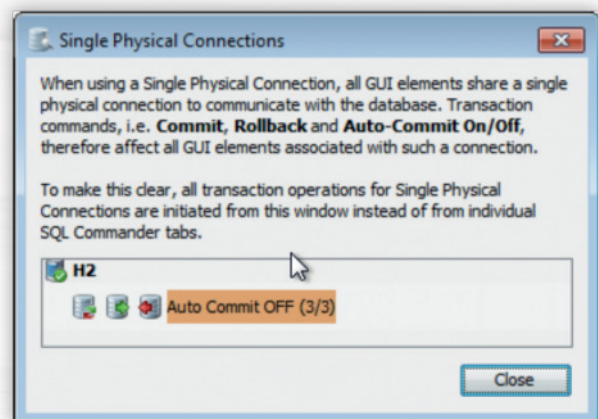 Single Physical Connections
When using a Single Physical Connection, all GUI elements share a single
physical connection to communicate with the database. Transaction
commands, i.e. Commit, Rollback and Auto-Commit On/Off,
therefore affect all GUI elements associated with such a connection.
To make this clear, all transaction operations for Single Physical
Connections are initiated from this window instead of from individual
SQL Commander tabs.
H2
Auto Commit OFF (3/3)
Close